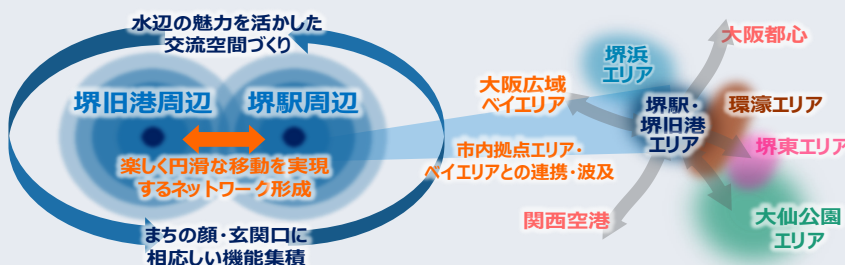 水辺の魅力を活かした
交流空間づくり
堺旧港周辺
堺駅周辺
楽しく円滑な移動を実現
するネットワーク形成
まちの顔・玄関口に
相応しい機能集積
大阪広域
ベイエリア
市内拠点エリア・
ベイエリアとの連携・波及
関西空港
堺浜
エリア
大阪都心
堺駅・
堺旧港
エリア
環濠エリア
堺東エリア
大仙公園
エリア